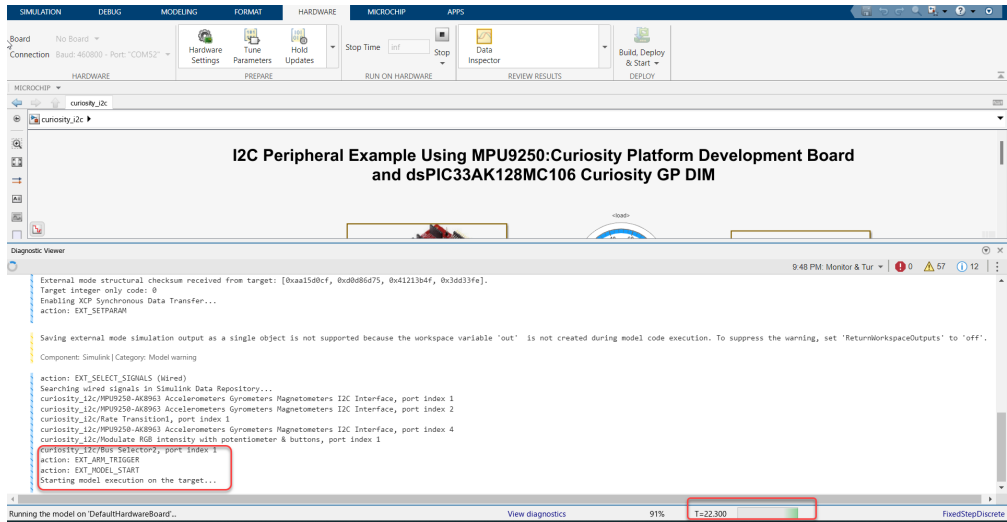 SIMULATION DEBUG MODELING FORMAT HARDWARE MICROCHIP APPS
Board No Board
Connection Baud: 460800 - Port: "COM52"
Hardware Settings
Tune Parameters
Hold Updates
Stop Time inf
Stop
Data Inspector
Build, Deploy & Start
HARDWARE PREPARE RUN ON HARDWARE REVIEW RESULTS DEPLOY
MICROCHIP
curiosity_i2c
curiosity_i2c
I2C Peripheral Example Using MPU9250:Curiosity Platform Development Board
and dsPIC33AK128MC106 Curiosity GP DIM
<load>
Diagnostic Viewer
9:48 PM: Monitor & Tur 0 57 12
External mode structural checksum received from target: [0xaa15d0cf, 0xd0d86d75, 0x41213b4f, 0x3dd33fe].
Target integer only code: 0
Enabling XCP Synchronous Data Transfer...
action: EXT_SETPARAM
Saving external mode simulation output as a single object is not supported because the workspace variable 'out' is not created during model code execution. To suppress the warning, set 'ReturnWorkspaceOutputs' to 'off'.
Component: Simulink | Category: Model warning
action: EXT_SELECT_SIGNALS (Wired)
Searching wired signals in Simulink Data Repository...
curiosity_i2c/MPU9250-AK8963 Accelerometers Gyrometers Magnetometers I2C Interface, port index 1
curiosity_i2c/MPU9250-AK8963 Accelerometers Gyrometers Magnetometers I2C Interface, port index 2
curiosity_i2c/Rate Transition1, port index 1
curiosity_i2c/MPU9250-AK8963 Accelerometers Gyrometers Magnetometers I2C Interface, port index 4
curiosity_i2c/Modulate RGB intensity with potentiometer & buttons, port index 1
curiosity_i2c/Bus Selector2, port index 1
action: EXT_ARM_TRIGGER
action: EXT_MODEL_START
Starting model execution on the target...
Running the model on 'DefaultHardwareBoard'... View diagnostics 91% T=22.300 FixedStepDiscrete